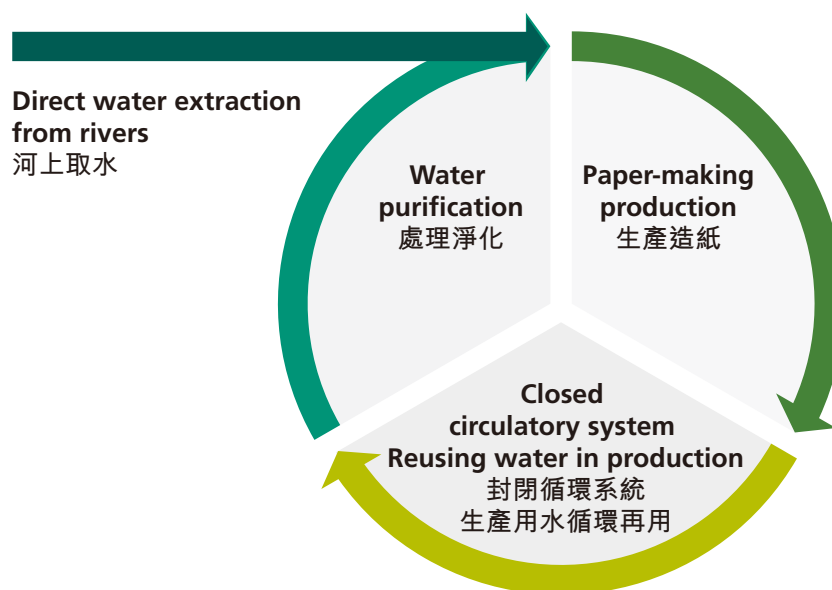 Direct water extraction
from rivers
河上取水
Water
purification
處理淨化
Paper-making
production
生產造紙
Closed
circulatory system
Reusing water in production
封閉循環系統
生產用水循環再用